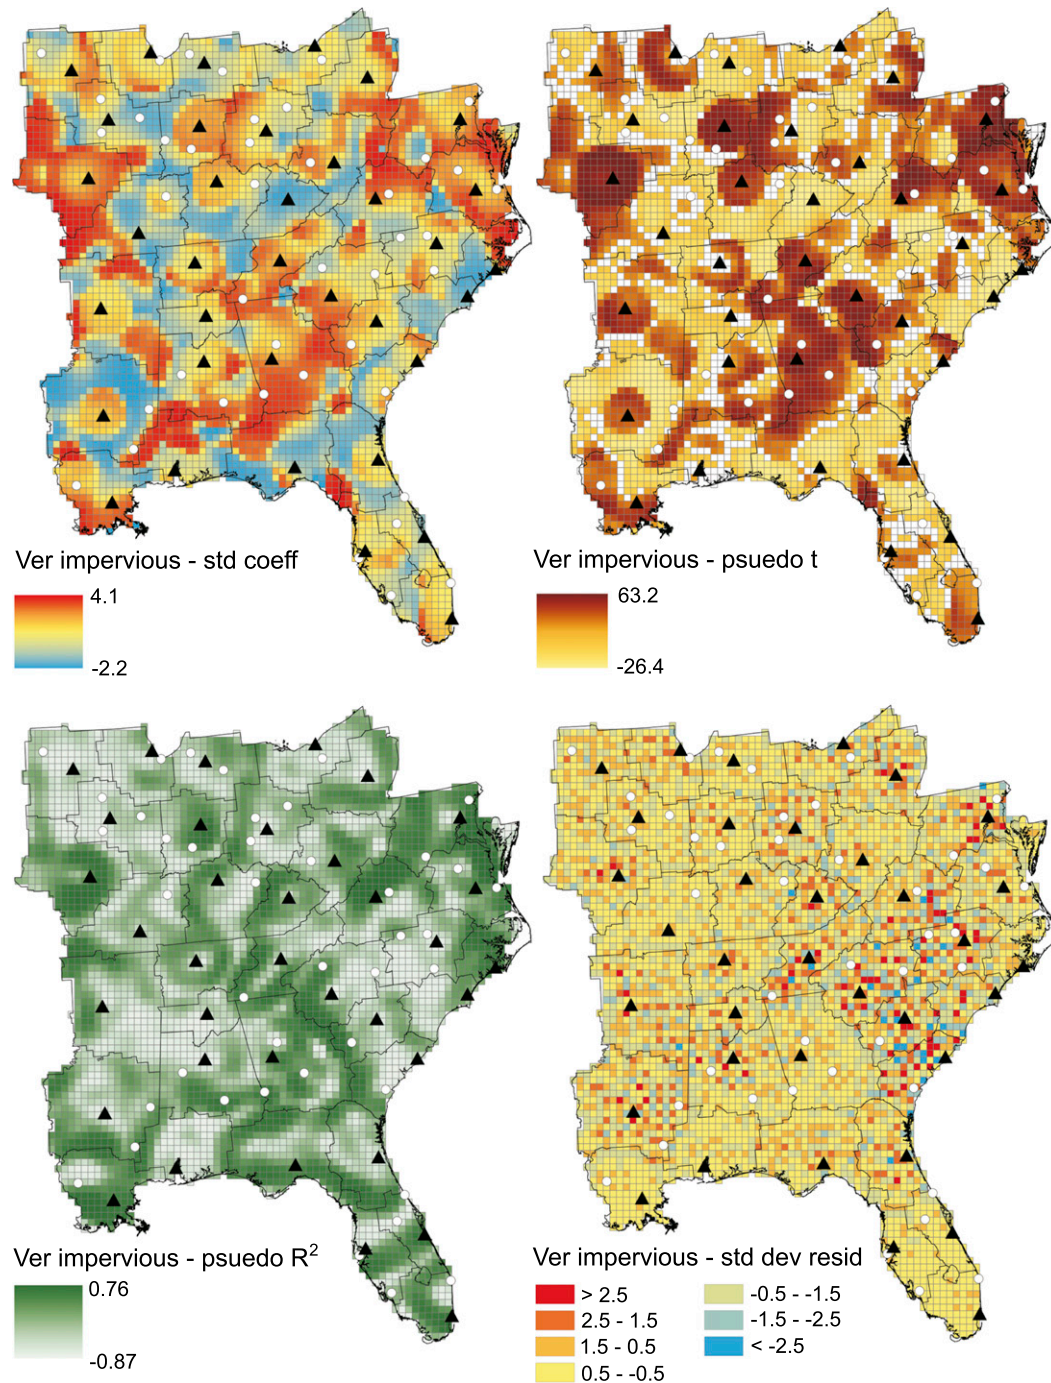 Ver impervious - std coeff
4.1
-2.2
Ver impervious - psuedo t
63.2
-26.4
Ver impervious - psuedo R²
0.76
-0.87
Ver impervious - std dev resid
> 2.5
2.5 - 1.5
1.5 - 0.5
0.5 - -0.5
-0.5 - -1.5
-1.5 - -2.5
< -2.5